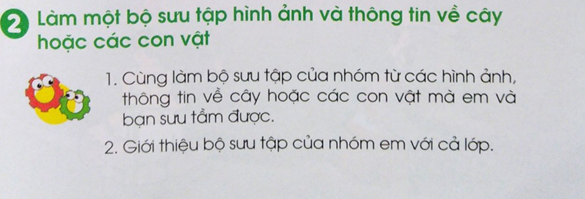 2 Làm một bộ sưu tập hình ảnh và thông tin về cây
hoặc các con vật
1. Cùng làm bộ sưu tập của nhóm từ các hình ảnh,
thông tin về cây hoặc các con vật mà em và
bạn sưu tầm được.
2. Giới thiệu bộ sưu tập của nhóm em với cả lớp.